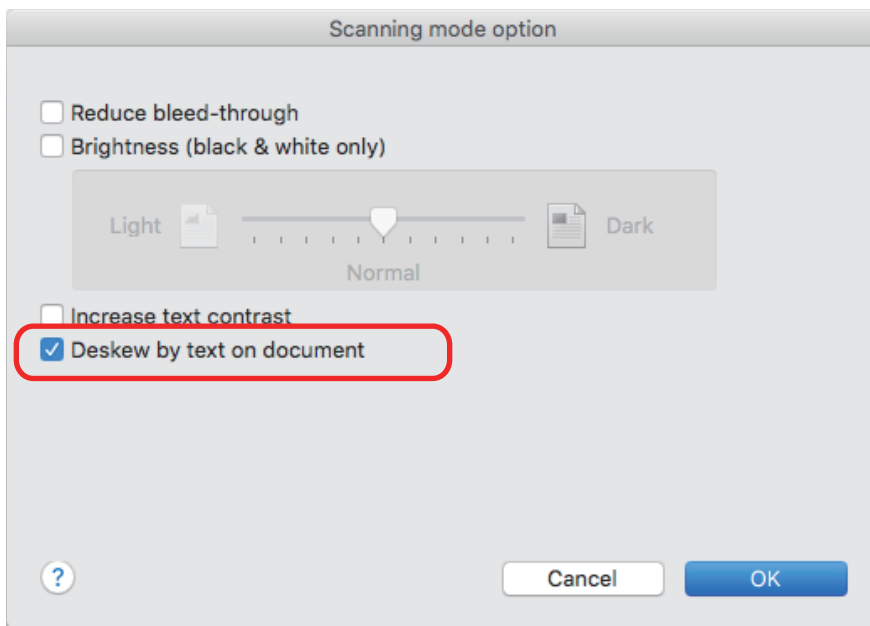 Scanning mode option
Reduce bleed-through
Brightness (black & white only)
Light Dark
Normal
Increase text contrast
Deskew by text on document
? Cancel OK